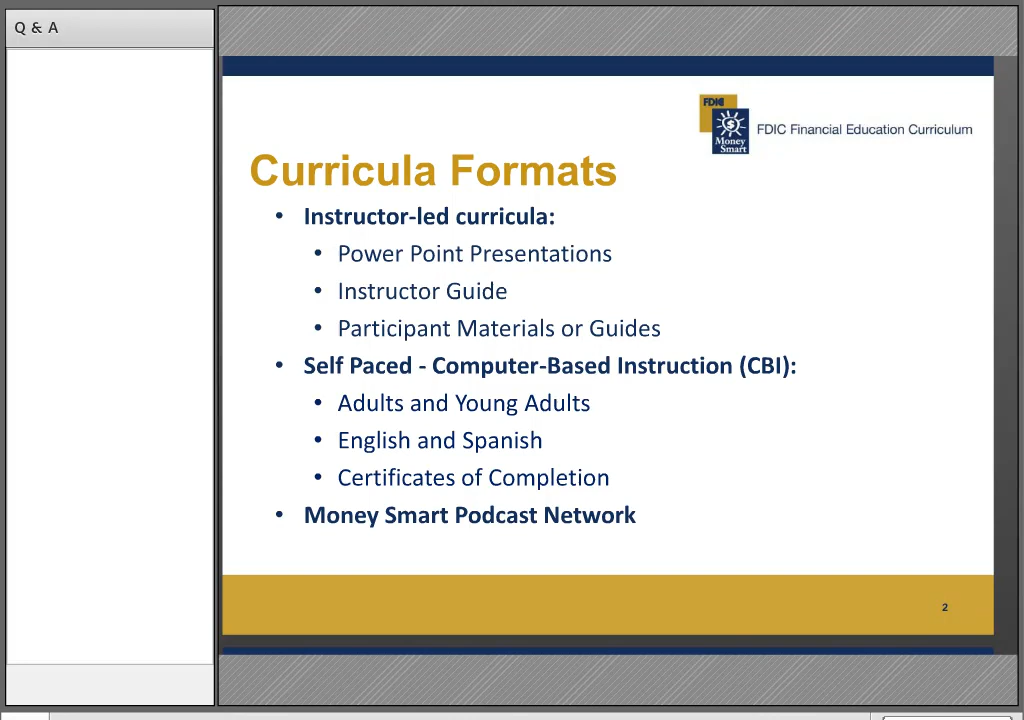 Q & A
FDIC
Money
Smart
FDIC Financial Education Curriculum
Curricula Formats
• Instructor-led curricula:
• Power Point Presentations
• Instructor Guide
• Participant Materials or Guides
• Self Paced - Computer-Based Instruction (CBI):
• Adults and Young Adults
• English and Spanish
• Certificates of Completion
• Money Smart Podcast Network
2